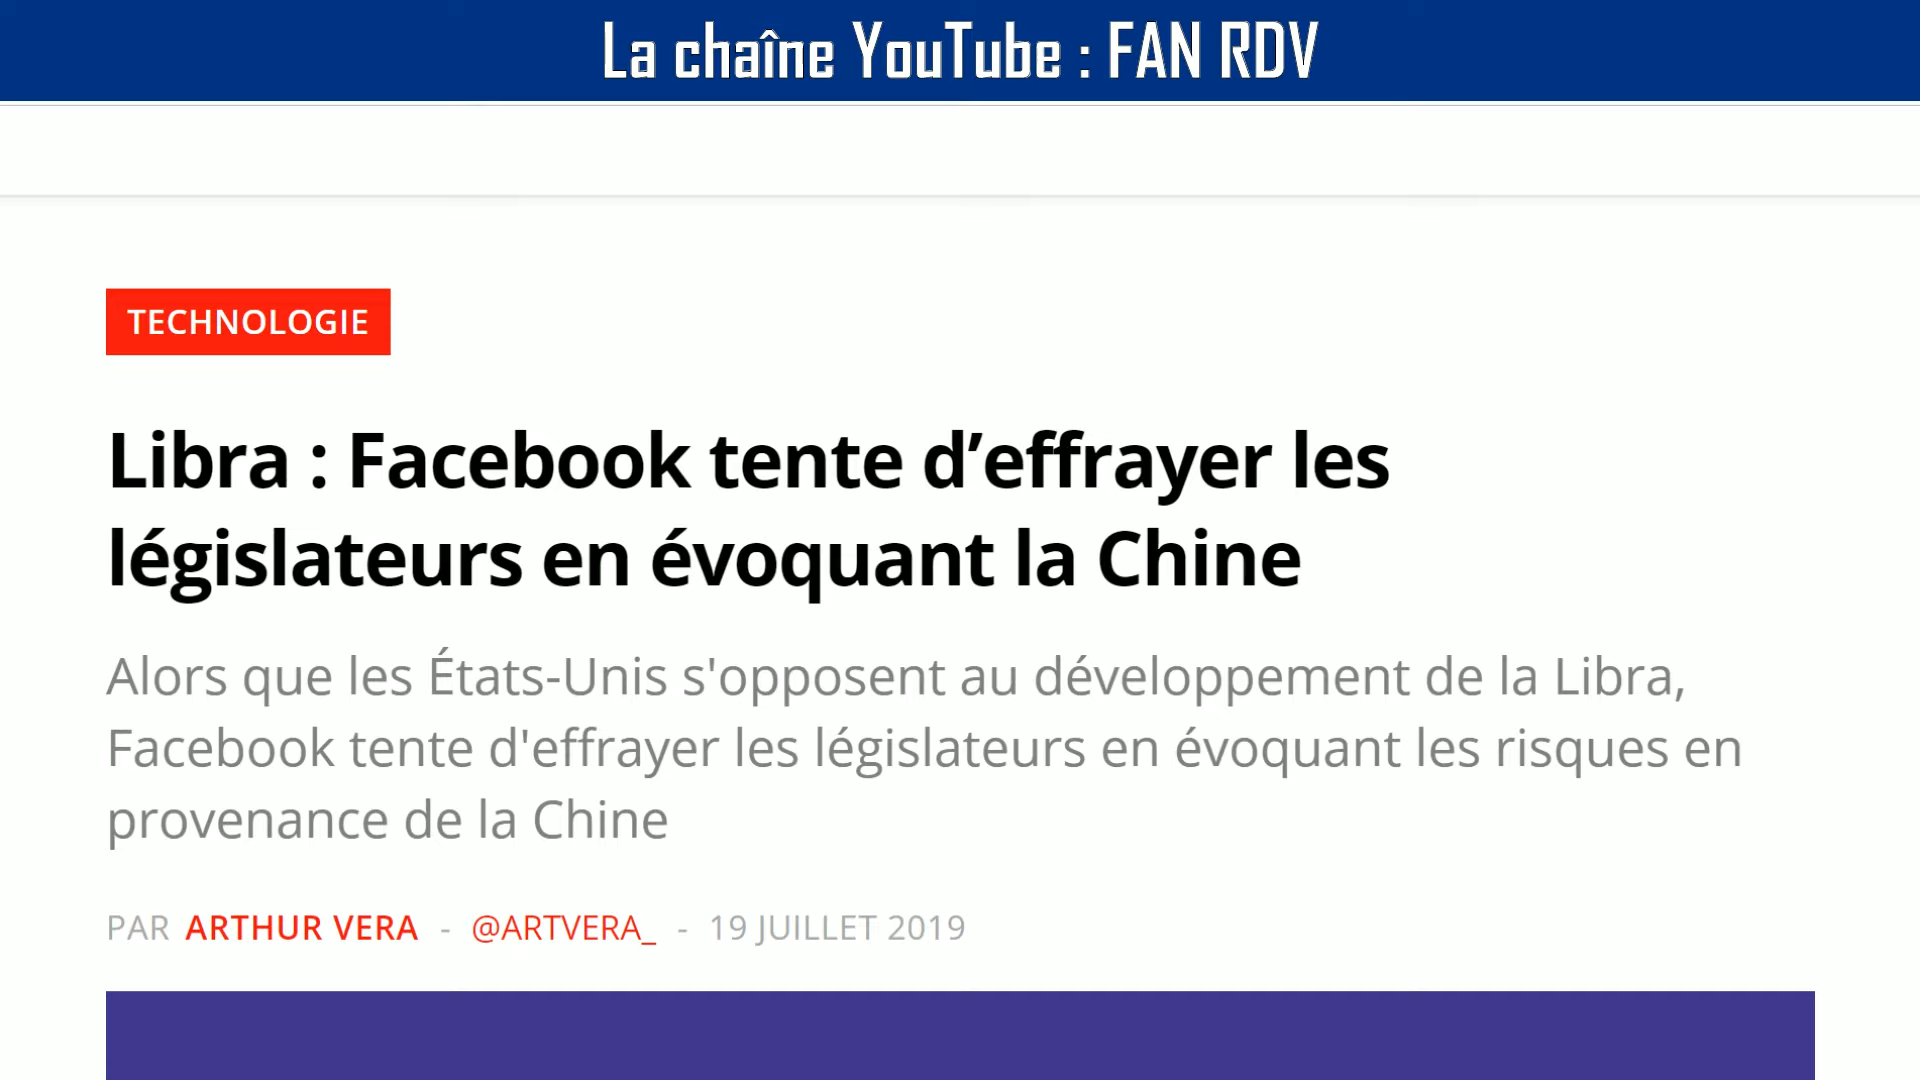 La chaîne YouTube : FAN RDV
TECHNOLOGIE
Libra : Facebook tente d’effrayer les
législateurs en évoquant la Chine
Alors que les États-Unis s'opposent au développement de la Libra,
Facebook tente d'effrayer les législateurs en évoquant les risques en
provenance de la Chine
PAR ARTHUR VERA - @ARTVERA_ - 19 JUILLET 2019